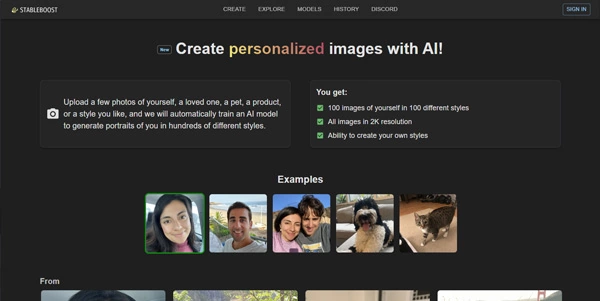 STABLEBOOST
CREATE EXPLORE MODELS HISTORY DISCORD
SIGN IN
New Create personalized images with AI!
Upload a few photos of yourself, a loved one, a pet, a product,
or a style you like, and we will automatically train an AI model
to generate portraits of you in hundreds of different styles.
You get:
100 images of yourself in 100 different styles
All images in 2K resolution
Ability to create your own styles
Examples
From